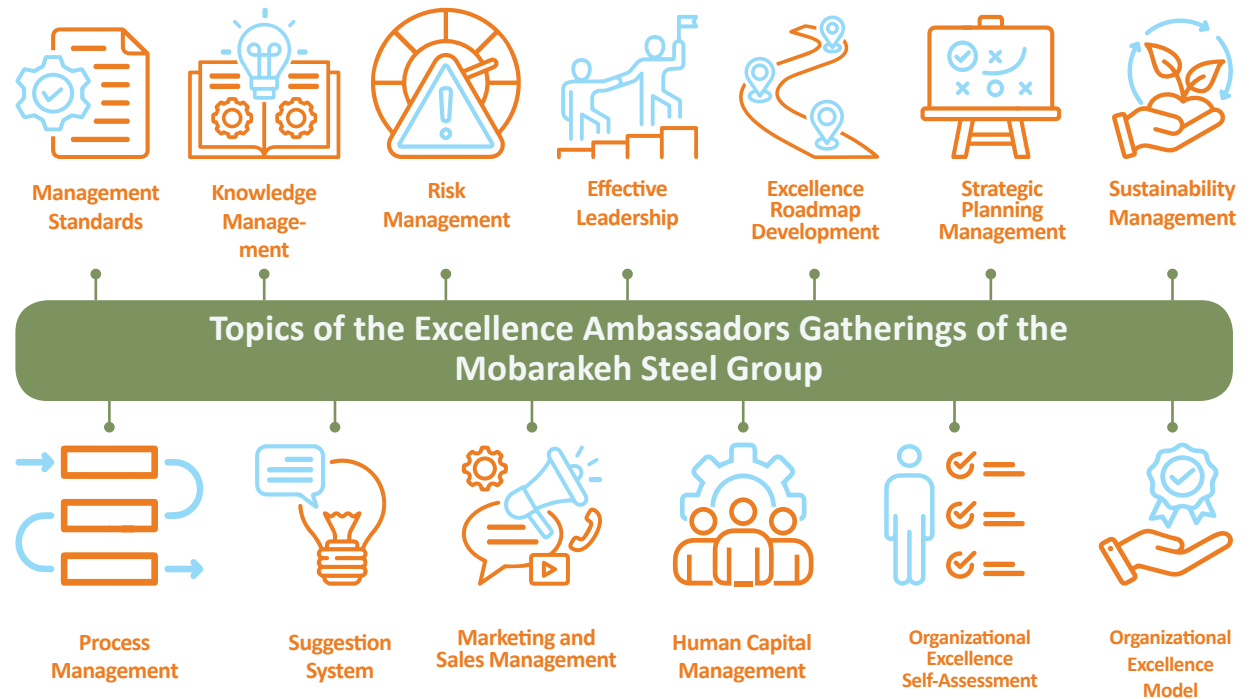 Management
Standards
Knowledge
Manage-
ment
Risk
Management
Effective
Leadership
Excellence
Roadmap
Development
Strategic
Planning
Management
Sustainability
Management
Topics of the Excellence Ambassadors Gatherings of the
Mobarakeh Steel Group
Process
Management
Suggestion
System
Marketing and
Sales Management
Human Capital
Management
Organizational
Excellence
Self-Assessment
Organizational
Excellence
Model